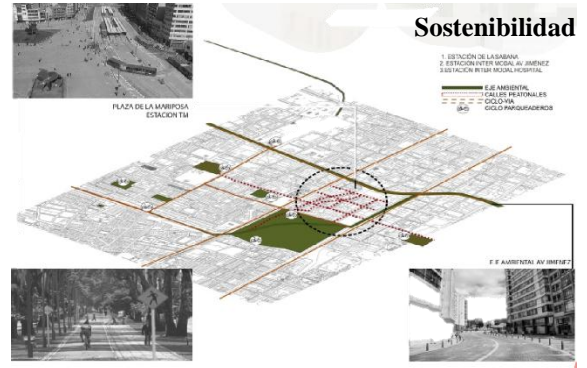 Sostenibilidad
1. ESTACIÓN DE LA SABANA
2. ESTACIÓN INTER MODAL AV JIMÉNEZ
3.ESTACIÓN INTER MODAL HOSPITAL
EJE AMBIENTAL
CALLES PEATONALES
CICLO-VIA
CICLO PARQUEADEROS
PLAZA DE LA MARIPOSA
ESTACION TM
EJE AMBIENTAL AV JIMENEZ